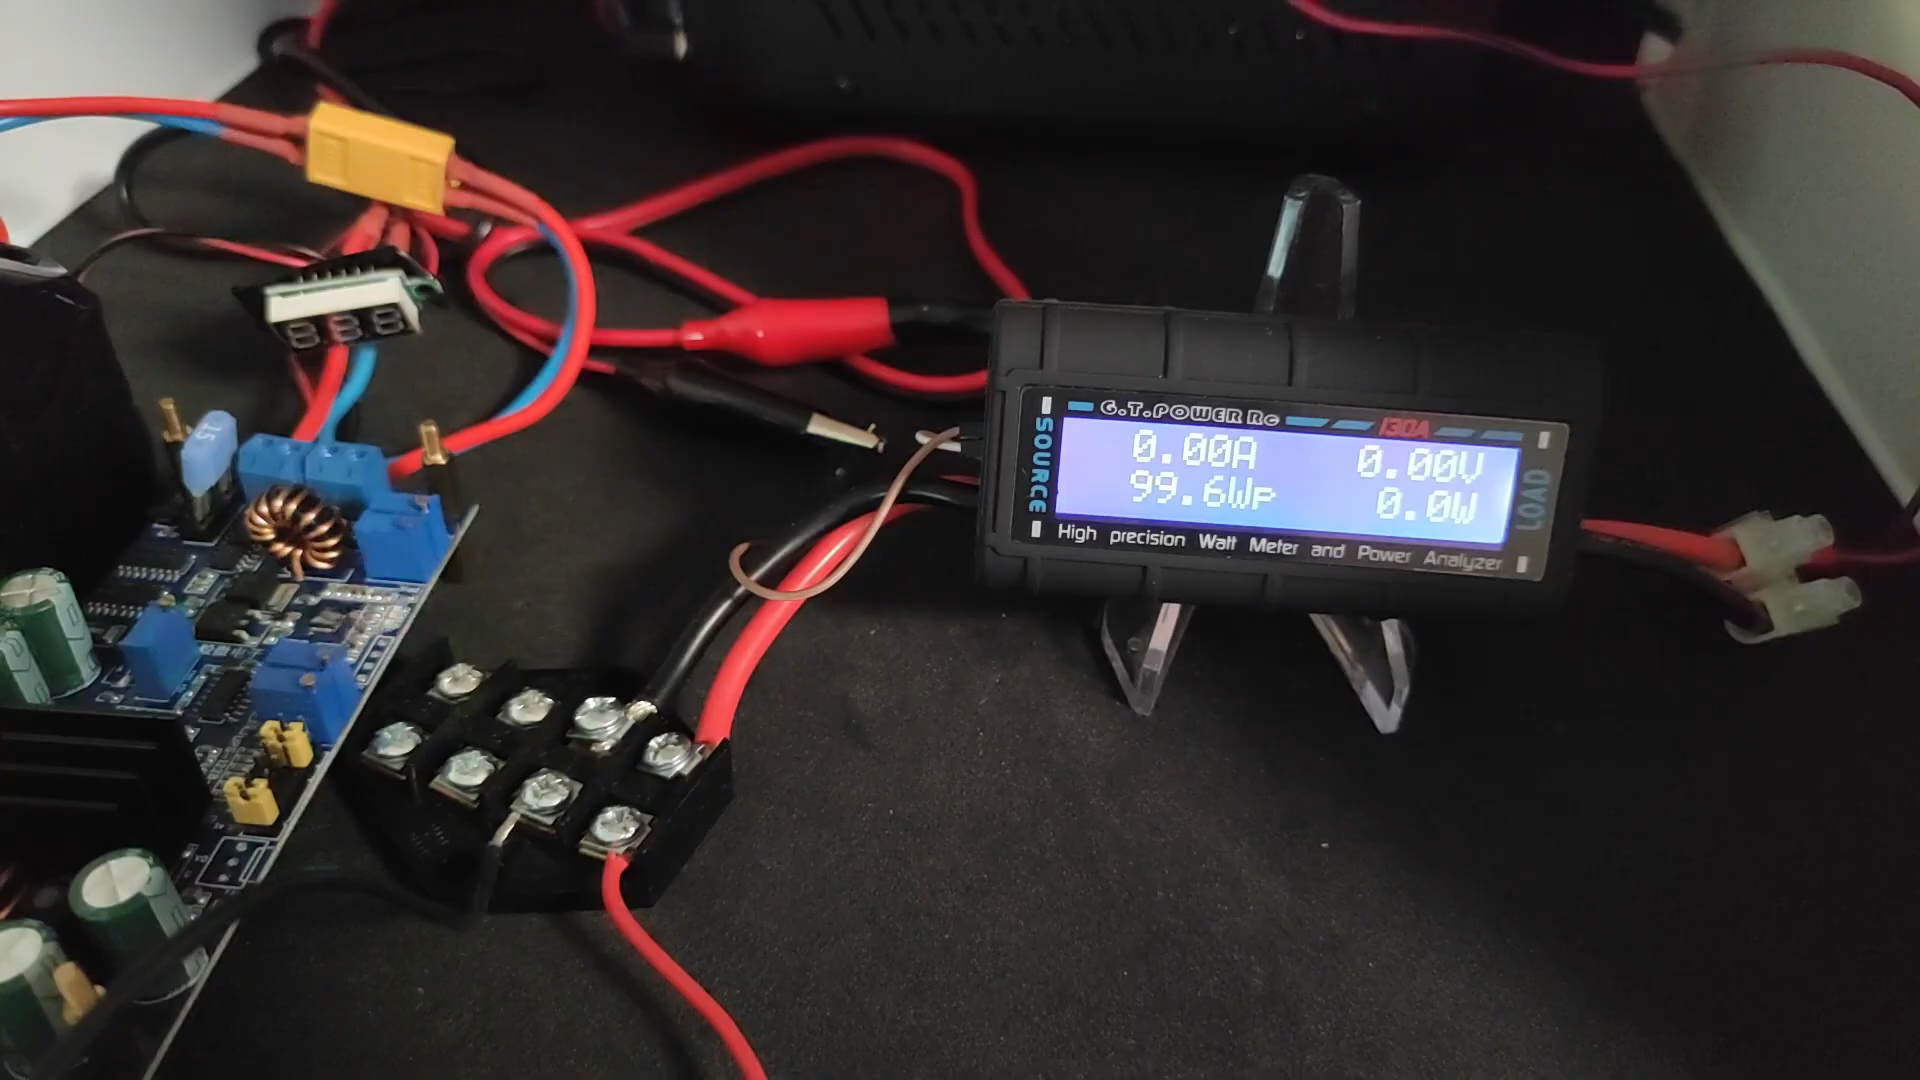 G.T.POWER RC
130A
SOURCE
0.00A 0.00V
99.6Wp 0.0W
LOAD
High precision Watt Meter and Power Analyzer
15